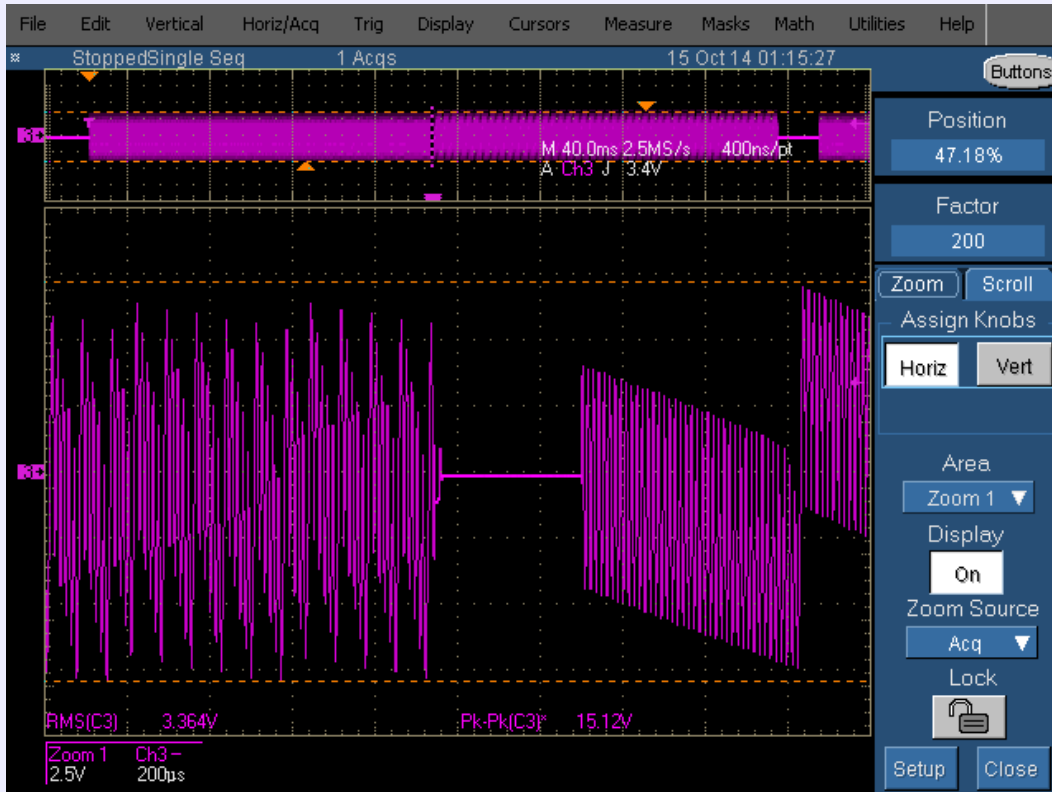 File Edit Vertical Horiz/Acq Trig Display Cursors Measure Masks Math Utilities Help
StoppedSingle Seq 1 Acqs 15 Oct 14 01:15:27
Buttons
3
M 40.0ms 2.5MS/s 400ns/pt
A Ch3 J 3.4V
Position
47.18%
Factor
200
Zoom Scroll
Assign Knobs
Horiz Vert
3
Area
Zoom 1
Display
On
Zoom Source
Acq
Lock
RMS(C3) 3.364V Pk-Pk(C3)* 15.12V
Zoom 1 Ch3
2.5V 200µs
Setup Close